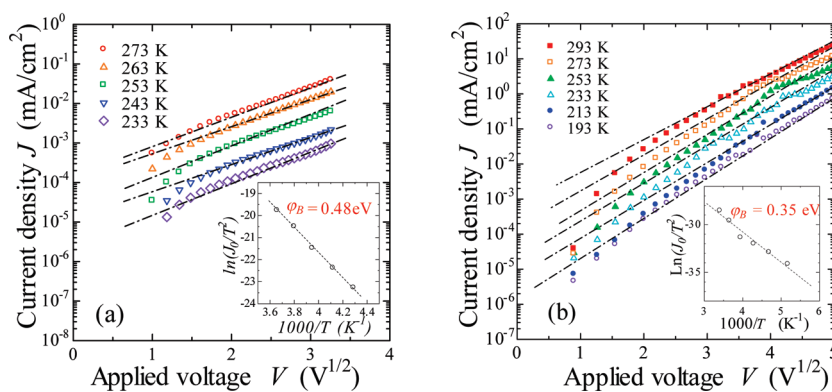 (a)
10⁰
10⁻¹
10⁻²
10⁻³
10⁻⁴
10⁻⁵
10⁻⁶
10⁻⁷
10⁻⁸
Current density J (mA/cm²)
273 K
263 K
253 K
243 K
233 K
(a)
φB = 0.48eV
ln(J₀/T²)
-19
-20
-21
-22
-23
-24
3.6 3.8 4 4.2 4.4
1000/T (K⁻¹)
0 1 2 3 4
Applied voltage V (V^1/2)
(b)
10²
10¹
10⁰
10⁻¹
10⁻²
10⁻³
10⁻⁴
10⁻⁵
10⁻⁶
10⁻⁷
Current density J (mA/cm²)
293 K
273 K
253 K
233 K
213 K
193 K
(b)
φB = 0.35 eV
Ln(J₀/T²)
-30
-35
3 4 5 6
1000/T (K⁻¹)
0 1 2 3 4 5
Applied voltage V (V^1/2)